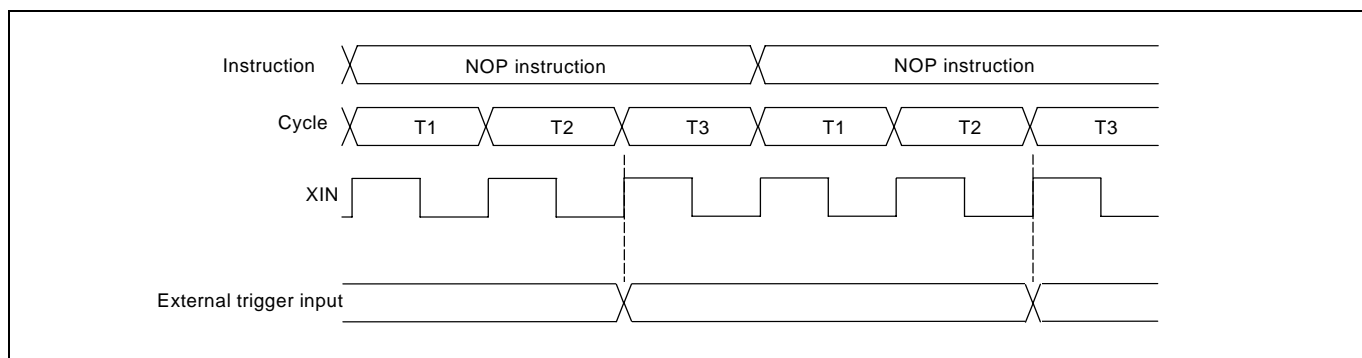 Instruction NOP instruction NOP instruction
Cycle T1 T2 T3 T1 T2 T3
XIN
External trigger input